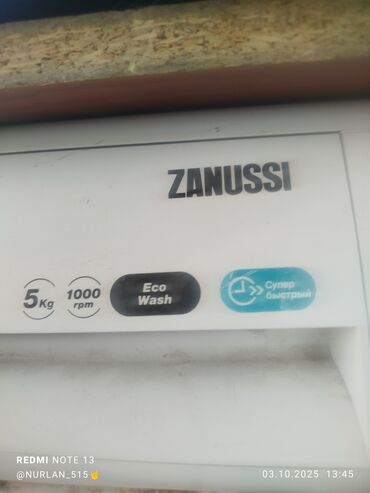 ZANUSSI
5Kg
1000
rpm
Eco
Wash
Супер
быстрый
REDMI NOTE 13
@NURLAN_515🤘
03.10.2025 13:45